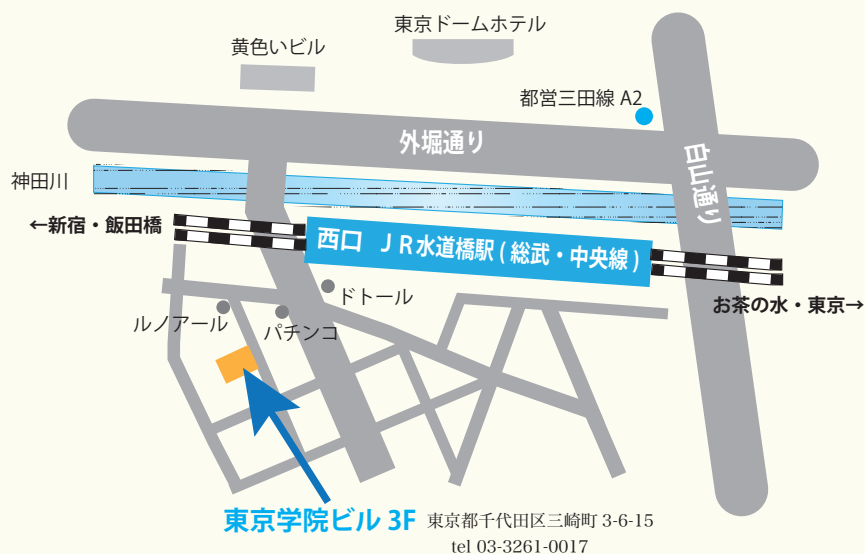 東京ドームホテル
黄色いビル
都営三田線 A2
外堀通り
白山通り
神田川
←新宿・飯田橋
西口 ＪＲ水道橋駅 ( 総武・中央線 )
お茶の水・東京→
ドトール
ルノアール
パチンコ
東京学院ビル 3F 東京都千代田区三崎町 3-6-15
tel 03-3261-0017